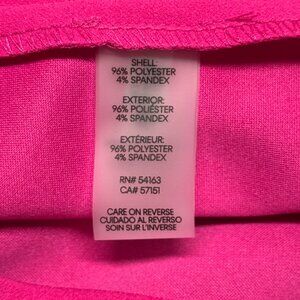 SHELL:
96% POLYESTER
4% SPANDEX
EXTERIOR:
96% POLIÉSTER
4% SPANDEX
EXTÉRIEUR:
96% POLYESTER
4% SPANDEX
RN# 54163
CA# 57151
CARE ON REVERSE
CUIDADO AL REVERSO
SOIN SUR L'INVERSE